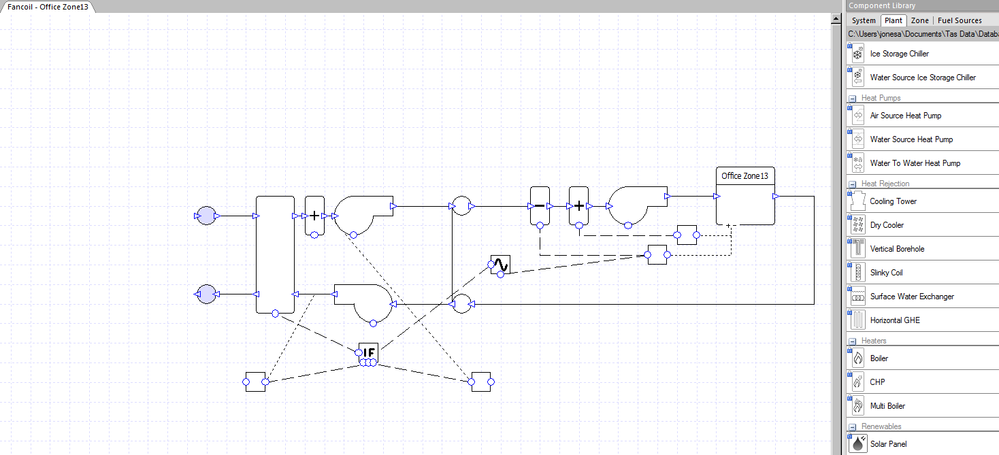 Fancoil - Office Zone13
Office Zone13
IF
Component Library
System Plant Zone Fuel Sources
C:\Users\jonesa\Documents\Tas Data\Databa
Ice Storage Chiller
Water Source Ice Storage Chiller
Heat Pumps
Air Source Heat Pump
Water Source Heat Pump
Water To Water Heat Pump
Heat Rejection
Cooling Tower
Dry Cooler
Vertical Borehole
Slinky Coil
Surface Water Exchanger
Horizontal GHE
Heaters
Boiler
CHP
Multi Boiler
Renewables
Solar Panel